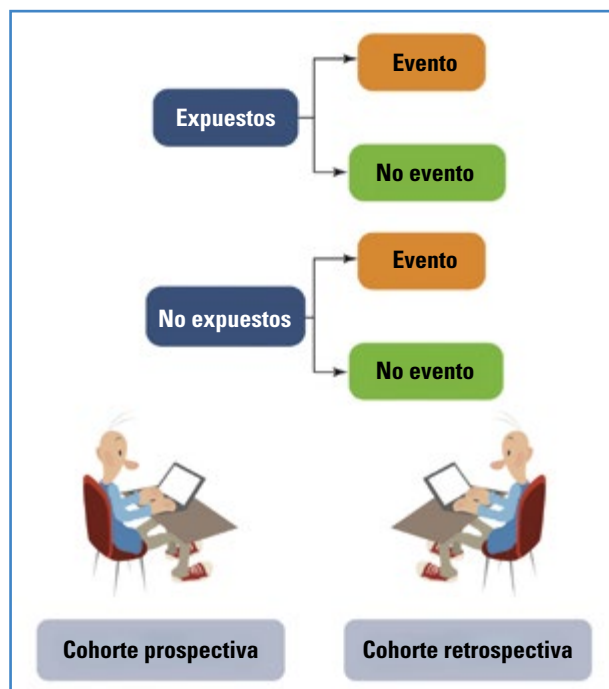 Evento
Expuestos
No evento
Evento
No expuestos
No evento
Cohorte prospectiva
Cohorte retrospectiva